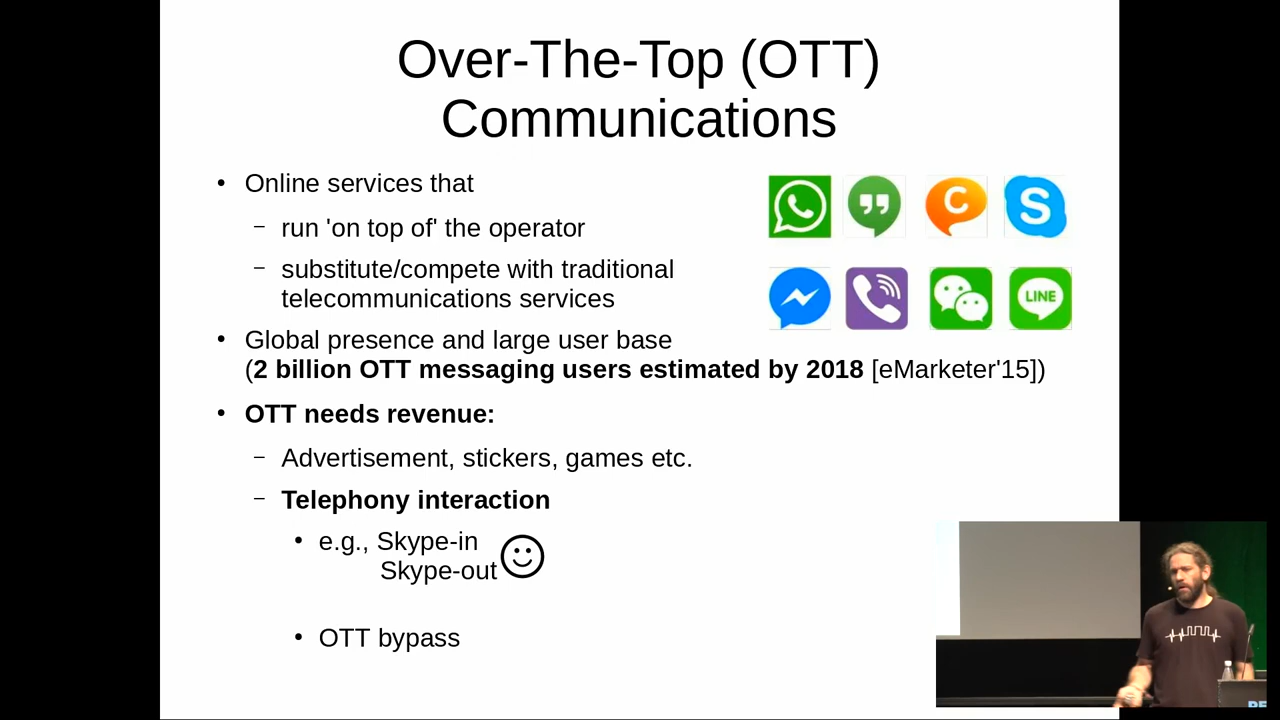 Over-The-Top (OTT)
Communications
• Online services that
– run 'on top of' the operator
– substitute/compete with traditional
telecommunications services
• Global presence and large user base
(2 billion OTT messaging users estimated by 2018 [eMarketer'15])
• OTT needs revenue:
– Advertisement, stickers, games etc.
– Telephony interaction
• e.g., Skype-in
Skype-out
• OTT bypass
C
S
LINE